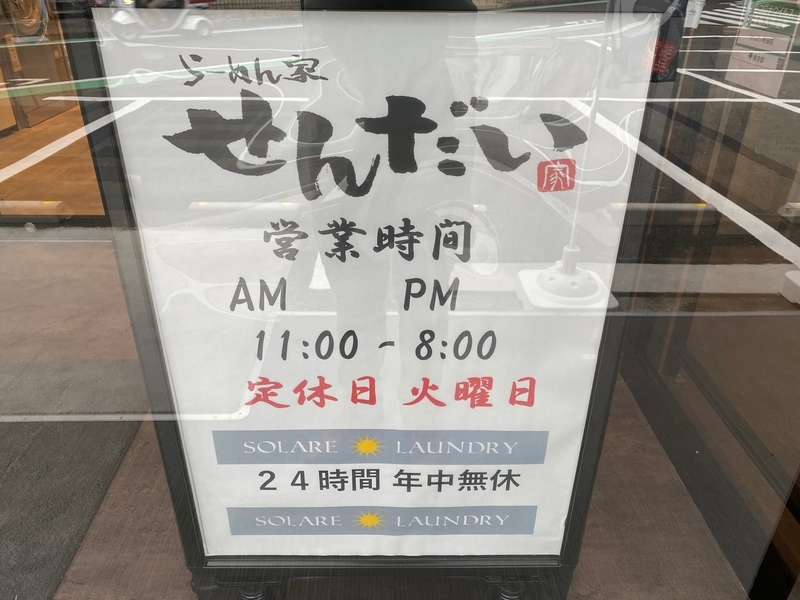 らーめん家
せんだい
家
営業時間
AM PM
11:00 - 8:00
定休日 火曜日
SOLARE LAUNDRY
24時間 年中無休
SOLARE LAUNDRY